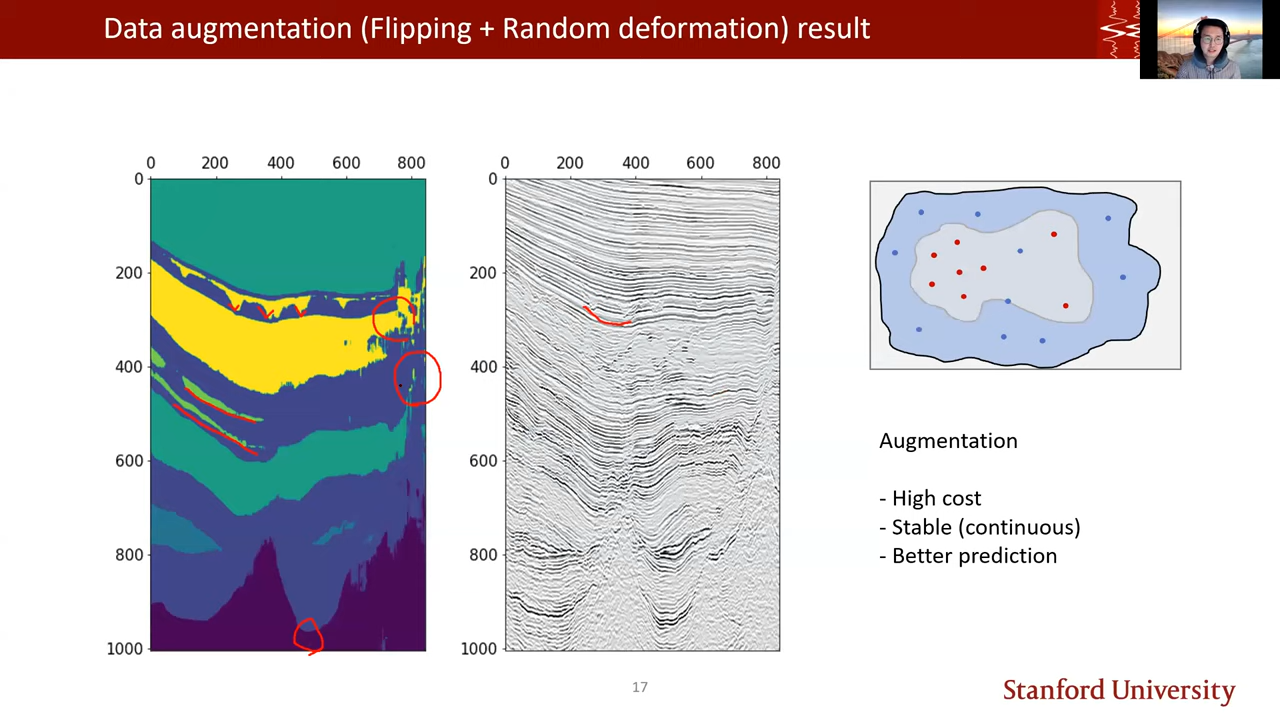 Data augmentation (Flipping + Random deformation) result
0 200 400 600 800
0
200
400
600
800
1000
0 200 400 600 800
0
200
400
600
800
1000
Augmentation
- High cost
- Stable (continuous)
- Better prediction
17
Stanford University